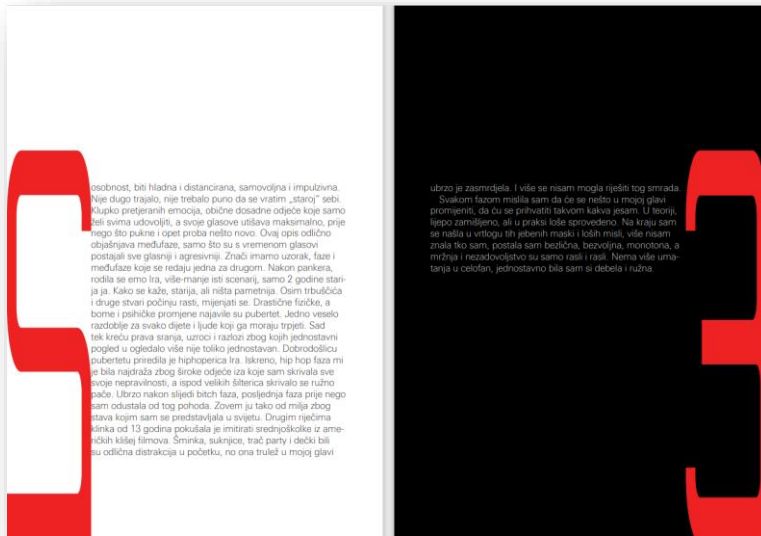 S
osobnost, biti hladna i distancirana, samovoljna i impulzivna.
Nije dugo trajalo, nije trebalo puno da se vratim „staroj” sebi.
Klupko pretjeranih emocija, obične dosadne odjeće koje samo
želi svima udovoljiti, a svoje glasove utišava maksimalno, prije
nego što pukne i opet proba nešto novo. Ovaj opis odlično
objašnjava međufaze, samo što su s vremenom glasovi
postajali sve glasniji i agresivniji. Znači imamo uzorak, faze i
međufaze koje se redaju jedna za drugom. Nakon pankera,
rodila se emo Ira, više-manje isti scenarij, samo 2 godine stari-
ja ja. Kako se kaže, starija, ali ništa pametnija. Osim trbuščića
i druge stvari počinju rasti, mijenjati se. Drastične fizičke, a
bome i psihičke promjene najavile su pubertet. Jedno veselo
razdoblje za svako dijete i ljude koji ga moraju trpjeti. Sad
tek kreću prava sranja, uzroci i razlozi zbog kojih jednostavni
pogled u ogledalo više nije toliko jednostavan. Dobrodošlicu
pubertetu priredila je hiphoperica Ira. Iskreno, hip hop faza mi
je bila najdraža zbog široke odjeće iza koje sam skrivala sve
svoje nepravilnosti, a ispod velikih šilterica skrivalo se ružno
pače. Ubrzo nakon slijedi bitch faza, posljednja faza prije nego
sam odustala od tog pohoda. Zovem ju tako od milja zbog
stava kojim sam se predstavljala u svijetu. Drugim riječima
klinka od 13 godina pokušala je imitirati srednjoškolke iz ame-
ričkih klišej filmova. Šminka, suknjice, trač party i dečki bili
su odlična distrakcija u početku, no ona trulež u mojoj glavi
ubrzo je zasmrdjela. I više se nisam mogla riješiti tog smrada.
Svakom fazom mislila sam da će se nešto u mojoj glavi
promijeniti, da ću se prihvatiti takvom kakva jesam. U teoriji,
lijepo zamišljeno, ali u praksi loše sprovedeno. Na kraju sam
se našla u vrtlogu tih jebenih maski i loših misli, više nisam
znala tko sam, postala sam bezlična, bezvoljna, monotona, a
mržnja i nezadovoljstvo su samo rasli i rasli. Nema više uma-
tanja u celofan, jednostavno bila sam si debela i ružna.
3